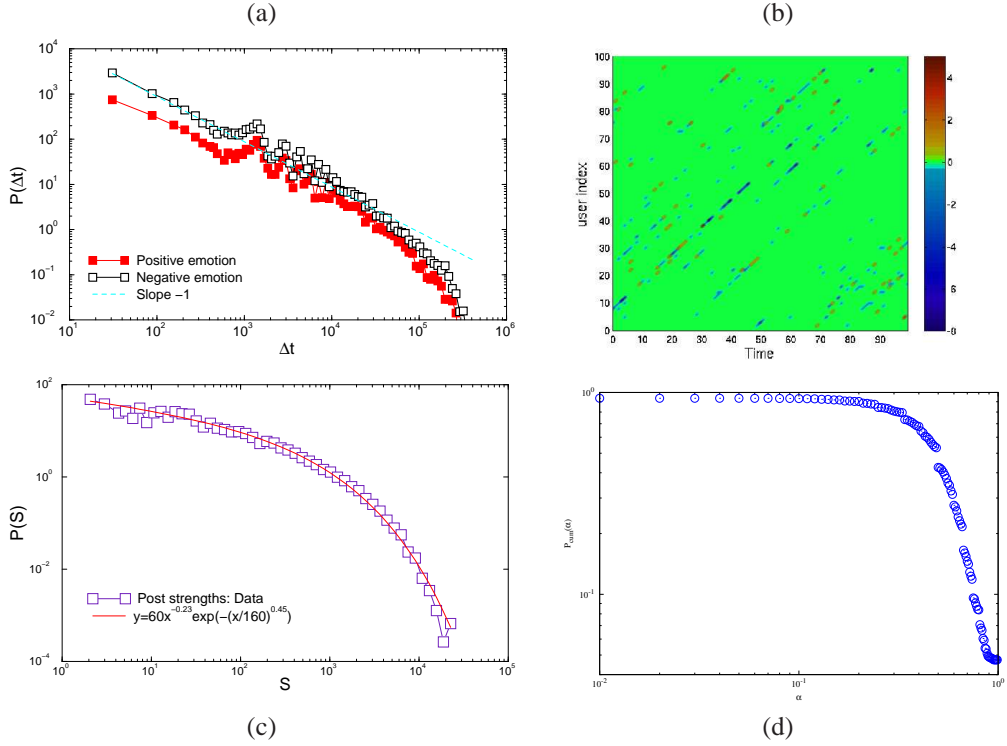 (a)
(b)
10^4
10^3
10^2
10^1
10^0
10^-1
10^-2
P(Δt)
Positive emotion
Negative emotion
Slope −1
10^1 10^2 10^3 10^4 10^5 10^6
Δt
100
90
80
70
60
50
40
30
20
10
0
user index
0 10 20 30 40 50 60 70 80 90
Time
4
2
0
-2
-4
-6
-8
10^2
10^0
10^-2
10^-4
P(S)
Post strengths: Data
y=60x^-0.23 exp(-(x/160)^0.45)
10^0 10^1 10^2 10^3 10^4 10^5
S
10^0
10^-1
P_cum(α)
10^-2 10^-1 10^0
α
(c)
(d)